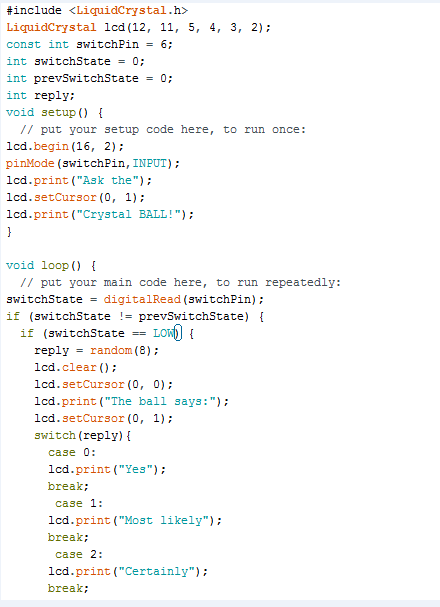 #include <LiquidCrystal.h>
LiquidCrystal lcd(12, 11, 5, 4, 3, 2);
const int switchPin = 6;
int switchState = 0;
int prevSwitchState = 0;
int reply;
void setup() {
  // put your setup code here, to run once:
lcd.begin(16, 2);
pinMode(switchPin,INPUT);
lcd.print("Ask the");
lcd.setCursor(0, 1);
lcd.print("Crystal BALL!");
}

void loop() {
  // put your main code here, to run repeatedly:
switchState = digitalRead(switchPin);
if (switchState != prevSwitchState) {
  if (switchState == LOW) {
    reply = random(8);
    lcd.clear();
    lcd.setCursor(0, 0);
    lcd.print("The ball says:");
    lcd.setCursor(0, 1);
    switch(reply){
      case 0:
      lcd.print("Yes");
      break;
       case 1:
      lcd.print("Most likely");
      break;
       case 2:
      lcd.print("Certainly");
      break;